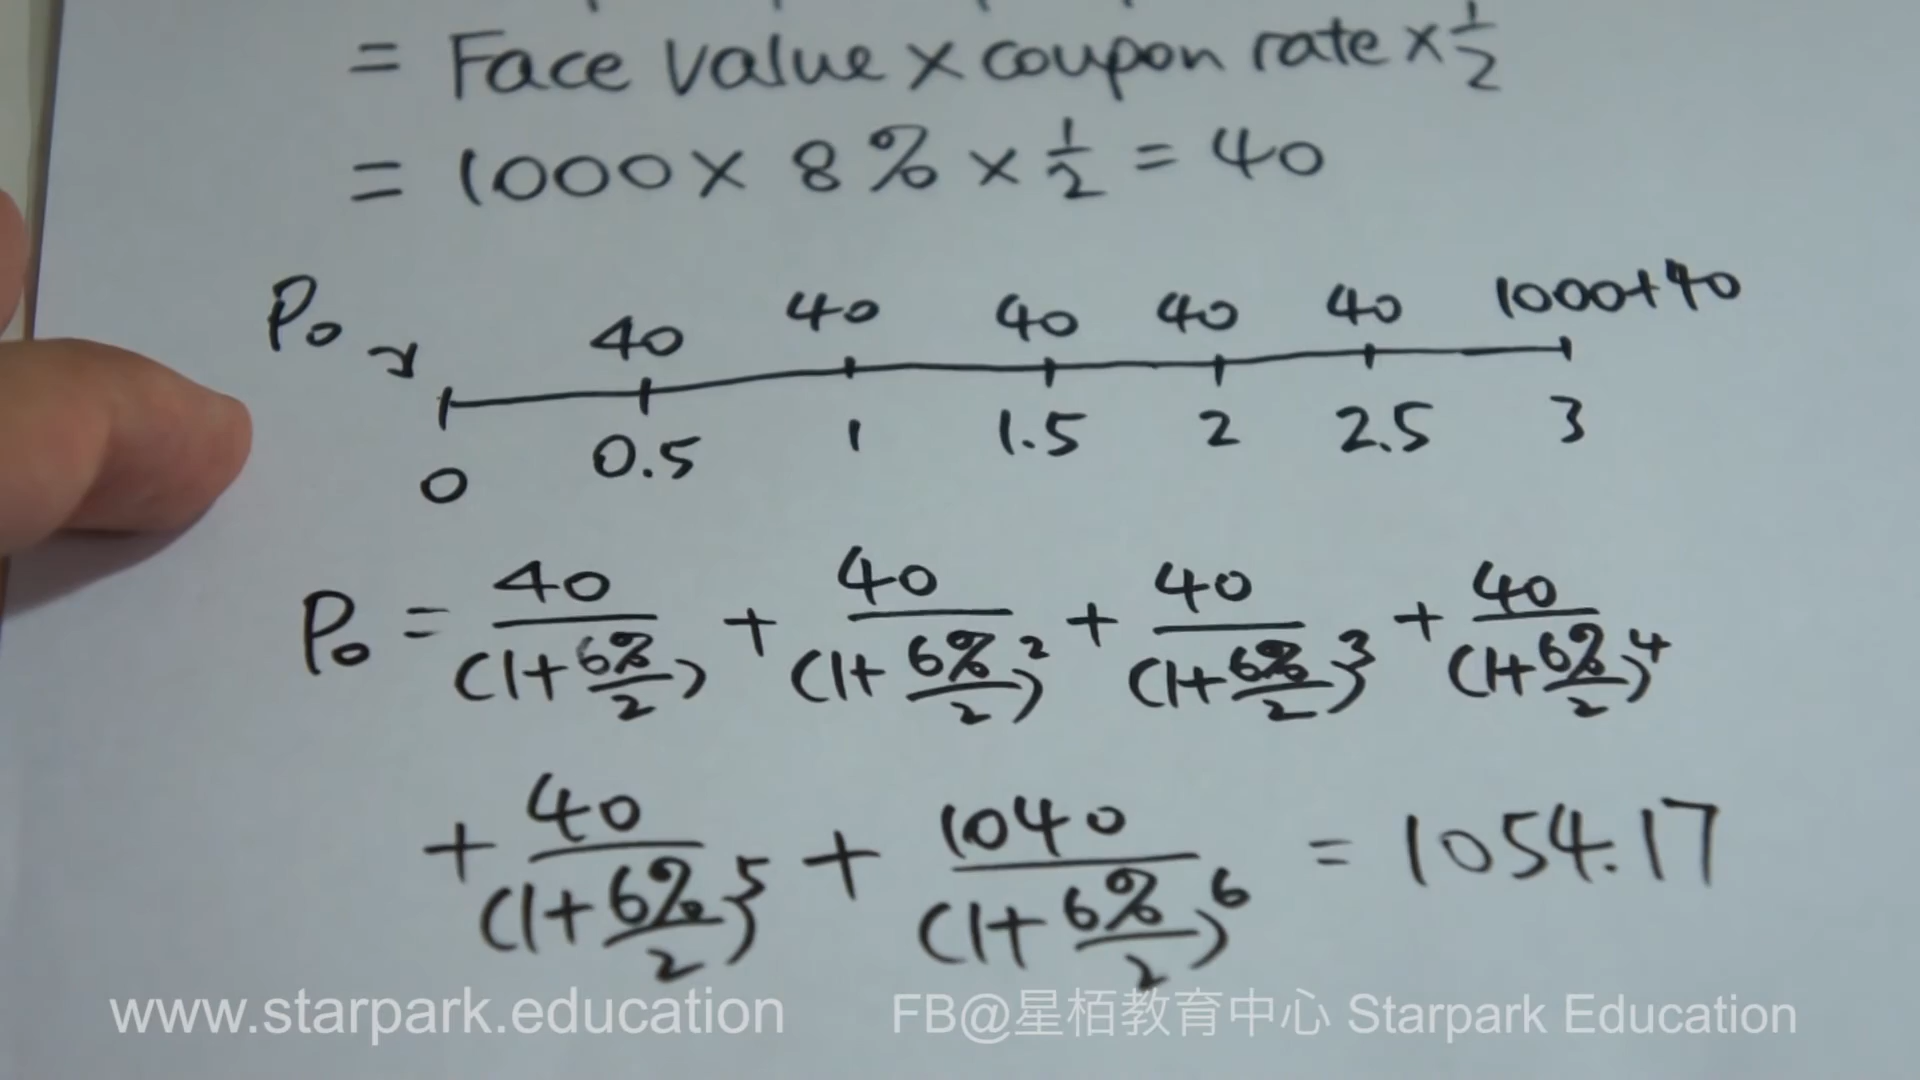 = Face value × coupon rate × 1/2
= 1000 × 8% × 1/2 = 40
P₀ 40 40 40 40 40 1000+40
0 0.5 1 1.5 2 2.5 3
P₀ = 40/(1+6%/2) + 40/(1+6%/2)² + 40/(1+6%/2)³ + 40/(1+6%/2)⁴
+ 40/(1+6%/2)⁵ + 1040/(1+6%/2)⁶ = 1054.17
www.starpark.education FB@星栢教育中心 Starpark Education